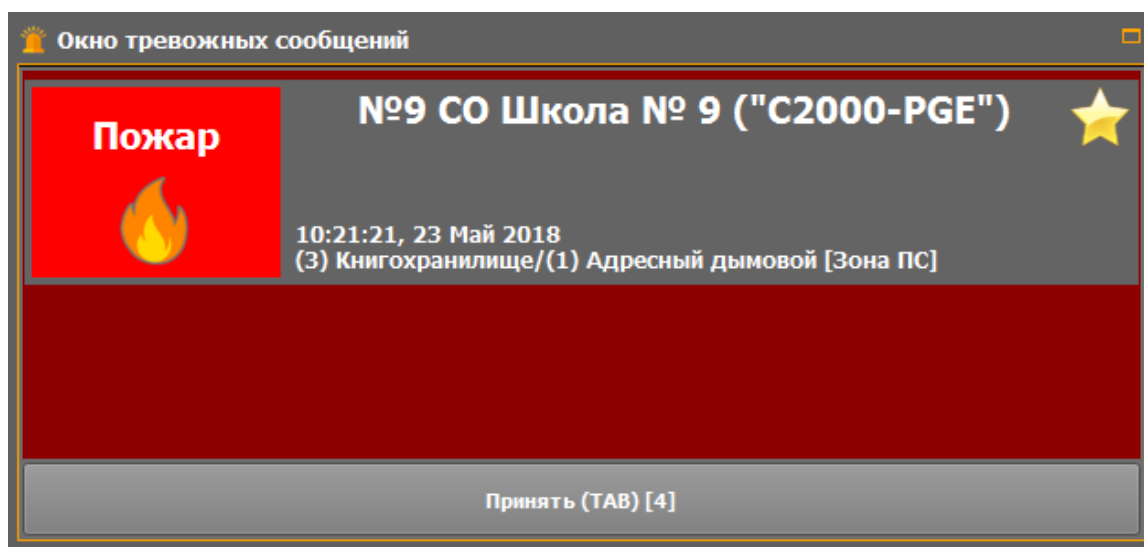 Окно тревожных сообщений
№9 СО Школа № 9 ("С2000-PGE")
Пожар
10:21:21, 23 Май 2018
(3) Книгохранилище/(1) Адресный дымовой [Зона ПС]
Принять (TAB) [4]